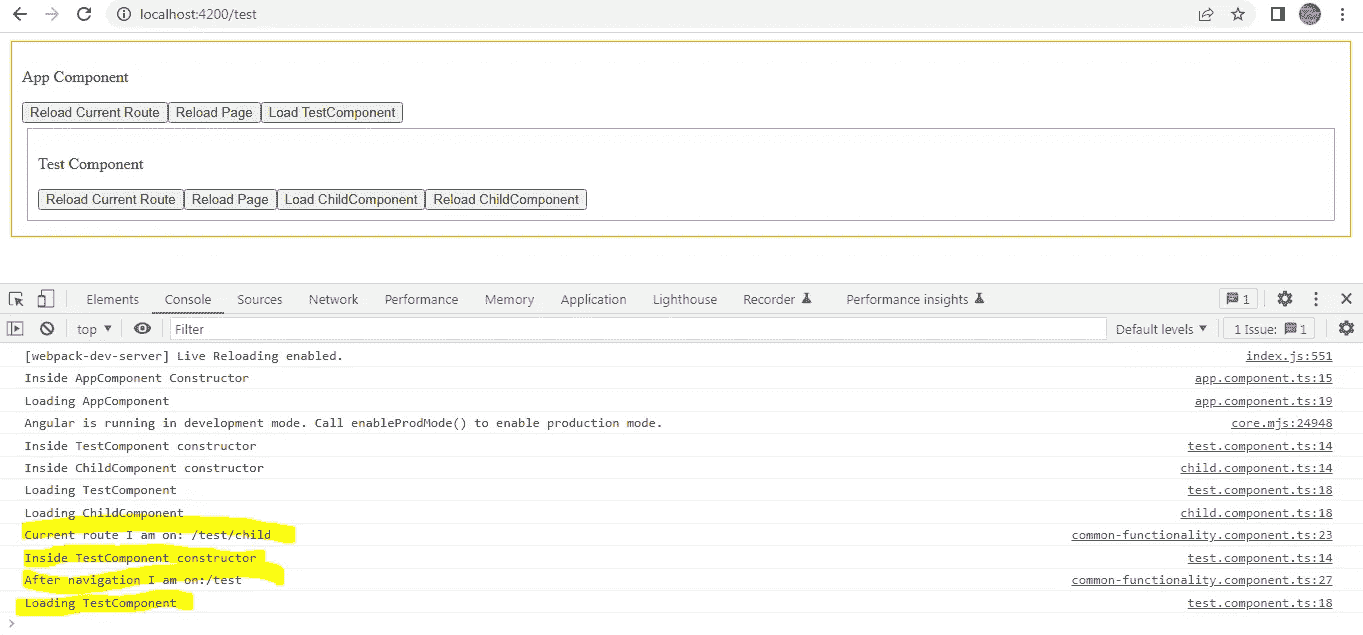 localhost:4200/test
App Component
Reload Current Route Reload Page Load TestComponent
Test Component
Reload Current Route Reload Page Load ChildComponent Reload ChildComponent
Elements Console Sources Network Performance Memory Application Lighthouse Recorder Performance insights 1
top Filter Default levels 1 Issue: 1
[webpack-dev-server] Live Reloading enabled. index.js:551
Inside AppComponent Constructor app.component.ts:15
Loading AppComponent app.component.ts:19
Angular is running in development mode. Call enableProdMode() to enable production mode. core.mjs:24948
Inside TestComponent constructor test.component.ts:14
Inside ChildComponent constructor child.component.ts:14
Loading TestComponent test.component.ts:18
Loading ChildComponent child.component.ts:18
Current route I am on: /test/child common-functionality.component.ts:23
Inside TestComponent constructor test.component.ts:14
After navigation I am on:/test common-functionality.component.ts:27
Loading TestComponent test.component.ts:18